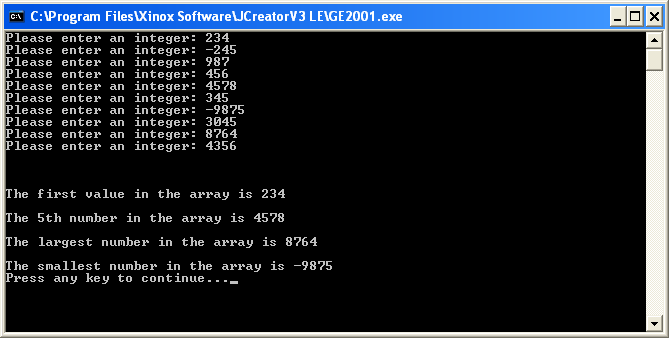 C:\Program Files\Xinox Software\JCreatorV3 LE\GE2001.exe
Please enter an integer: 234
Please enter an integer: -245
Please enter an integer: 987
Please enter an integer: 456
Please enter an integer: 4578
Please enter an integer: 345
Please enter an integer: -9875
Please enter an integer: 3045
Please enter an integer: 8764
Please enter an integer: 4356
The first value in the array is 234
The 5th number in the array is 4578
The largest number in the array is 8764
The smallest number in the array is -9875
Press any key to continue..._